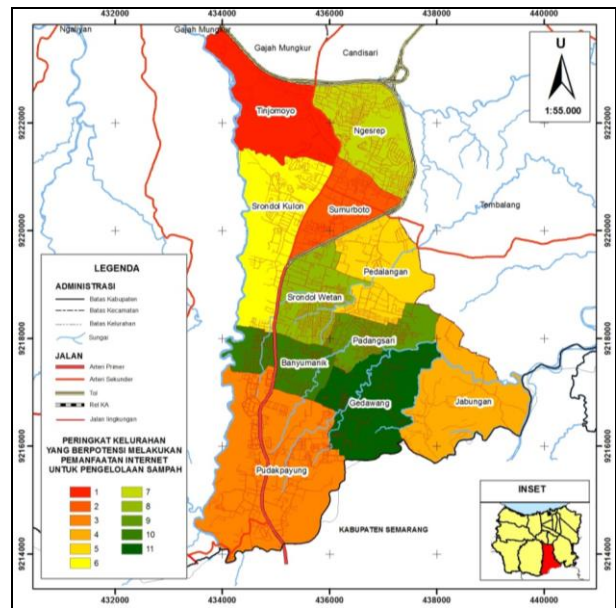 432000
434000
436000
438000
440000
Ngaliyan
Gajah Mungkur
Gajah Mungkur
Candisari
U
1:55.000
9222000
9222000
Tinjomoyo
Ngesrep
Srondol Kulon
Sumurboto
Tembalang
9220000
9220000
Pedalangan
LEGENDA
ADMINISTRASI
Batas Kabupaten
Batas Kecamatan
Batas Kelurahan
Sungai
JALAN
Arteri Primer
Arteri Sekunder
Tol
Rel KA
Jalan lingkungan
PERINGKAT KELURAHAN
YANG BERPOTENSI MELAKUKAN
PEMANFAATAN INTERNET
UNTUK PENGELOLAAN SAMPAH
1
2
3
4
5
6
7
8
9
10
11
Srondol Wetan
9218000
9218000
Padangsari
Banyumanik
Gedawang
Jabungan
9216000
9216000
Pudakpayung
KABUPATEN SEMARANG
INSET
9214000
9214000
432000
434000
436000
438000
440000